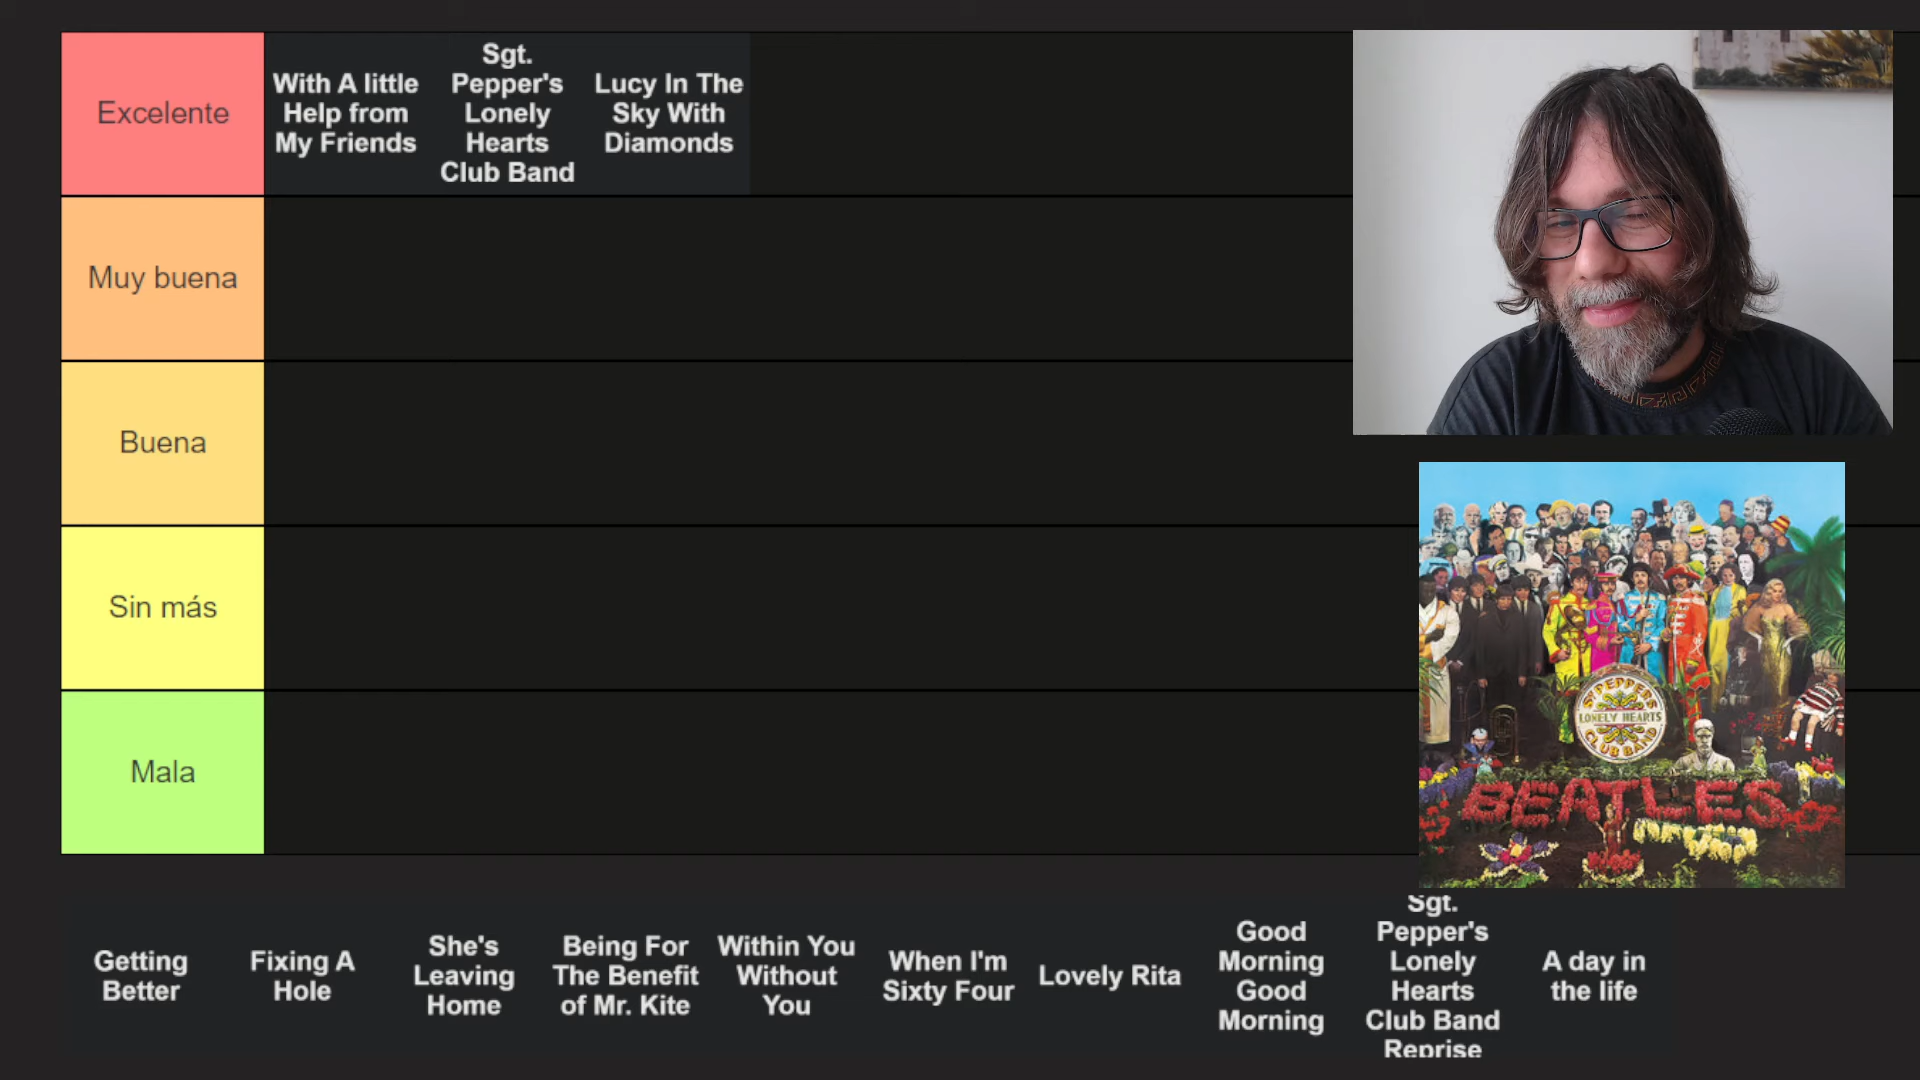 Excelente
With A little
Help from
My Friends
Sgt.
Pepper's
Lonely
Hearts
Club Band
Lucy In The
Sky With
Diamonds
Muy buena
Buena
Sin más
Mala
SGT. PEPPER'S
LONELY HEARTS
CLUB BAND
BEATLES
Getting
Better
Fixing A
Hole
She's
Leaving
Home
Being For
The Benefit
of Mr. Kite
Within You
Without
You
When I'm
Sixty Four
Lovely Rita
Good
Morning
Good
Morning
Sgt.
Pepper's
Lonely
Hearts
Club Band
Reprise
A day in
the life